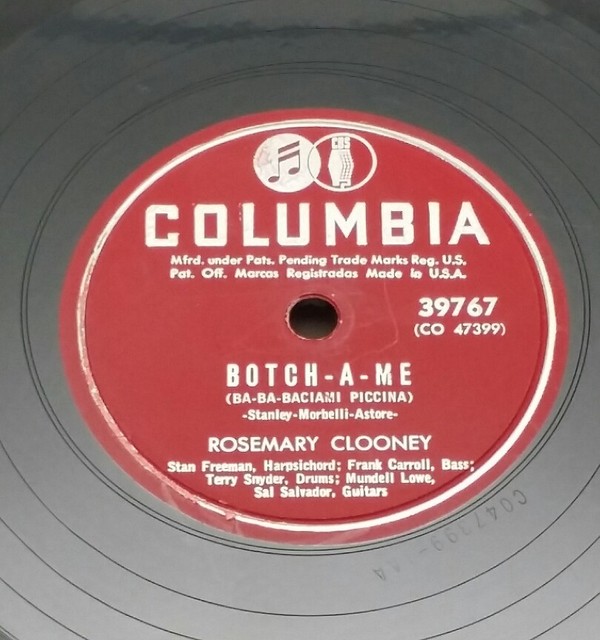 CBS
COLUMBIA
Mfrd. under Pats. Pending Trade Marks Reg. U.S.
Pat. Off. Marcas Registradas Made in U.S.A.
39767
(CO 47399)
BOTCH-A-ME
(BA-BA-BACIAMI PICCINA)
-Stanley-Morbelli-Astore-
ROSEMARY CLOONEY
Stan Freeman, Harpsichord; Frank Carroll, Bass;
Terry Snyder, Drums; Mundell Lowe,
Sal Salvador, Guitars